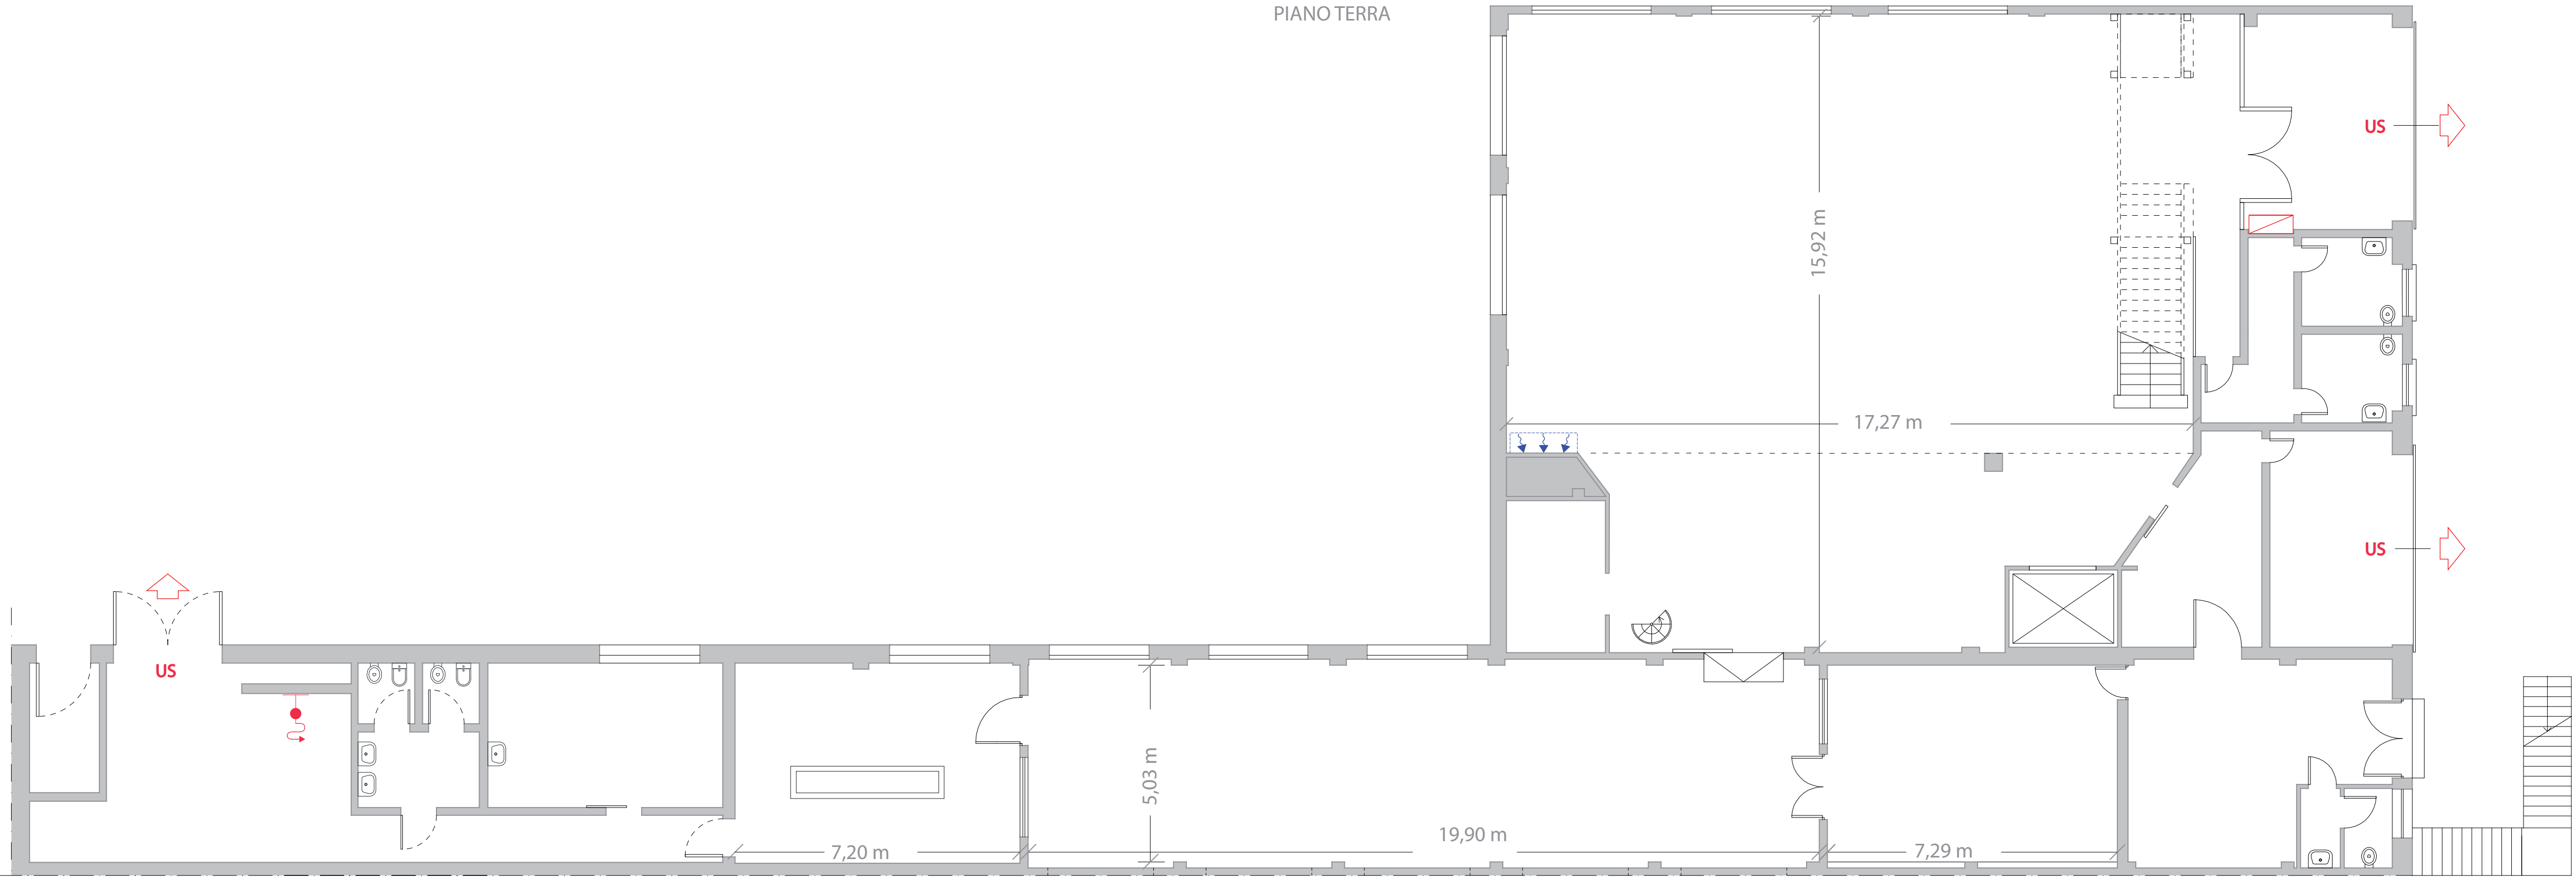 PIANO TERRA
US
15,92 m
17,27 m
US
US
5,03 m
19,90 m
7,20 m
7,29 m